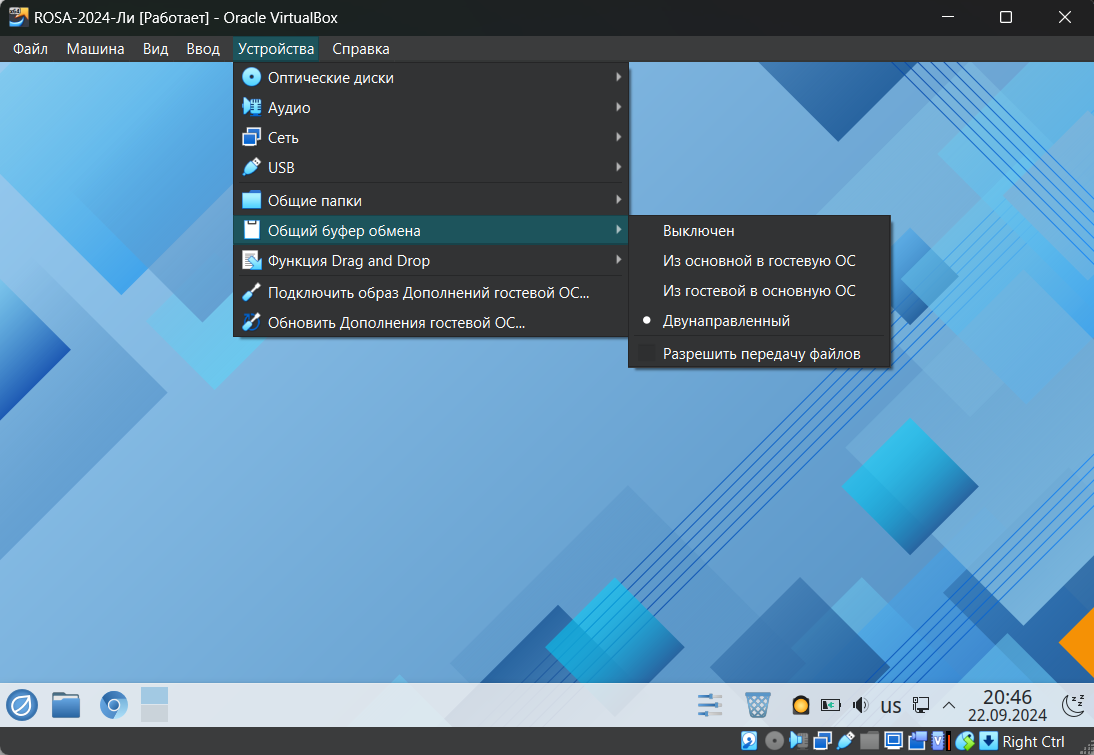 ROSA-2024-Ли [Работает] - Oracle VirtualBox
Файл Машина Вид Ввод Устройства Справка
Оптические диски
Аудио
Сеть
USB
Общие папки
Общий буфер обмена
Функция Drag and Drop
Подключить образ Дополнений гостевой ОС...
Обновить Дополнения гостевой ОС...
Выключен
Из основной в гостевую ОС
Из гостевой в основную ОС
Двунаправленный
Разрешить передачу файлов
us
20:46
22.09.2024
Right Ctrl